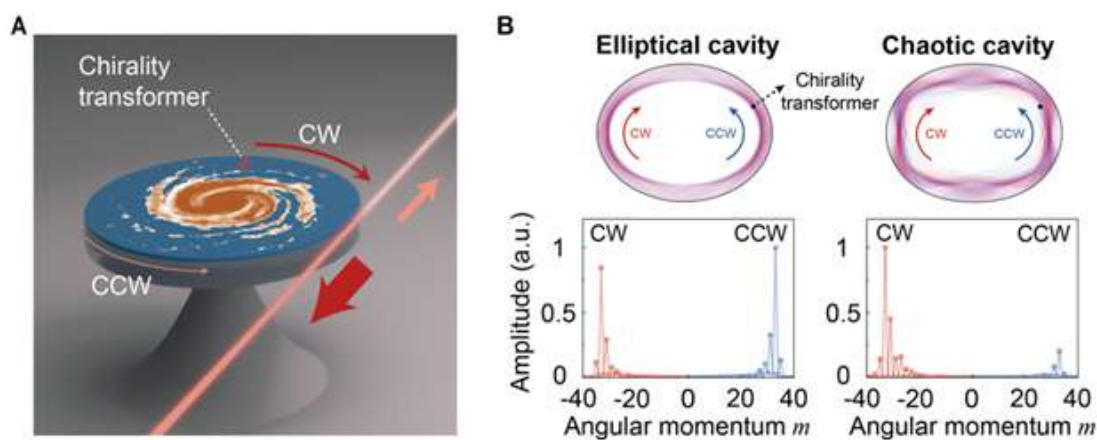 A
Chirality
transformer
CW
CCW
B
Elliptical cavity
Chaotic cavity
Chirality
transformer
CW
CCW
CW
CCW
Amplitude (a.u.)
1
0.5
0
CW
CCW
-40 -20 0 20 40
Angular momentum m
1
0.5
0
CW
CCW
-40 -20 0 20 40
Angular momentum m